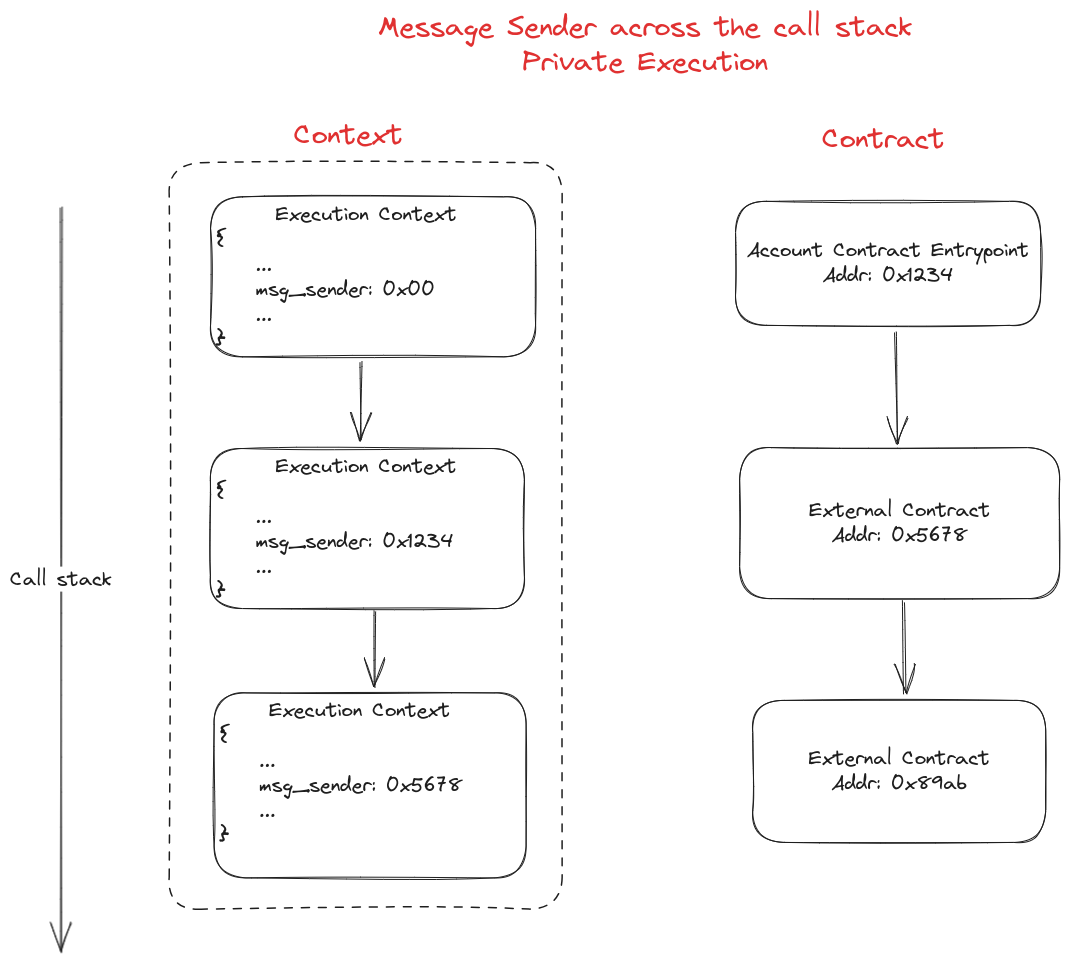 Message Sender across the call stack
Private Execution
Context
Contract
Execution Context
{
...
msg_sender: 0x00
...
}
Account Contract Entrypoint
Addr: 0x1234
Execution Context
{
...
msg_sender: 0x1234
...
}
External Contract
Addr: 0x5678
Call stack
Execution Context
{
...
msg_sender: 0x5678
...
}
External Contract
Addr: 0x89ab